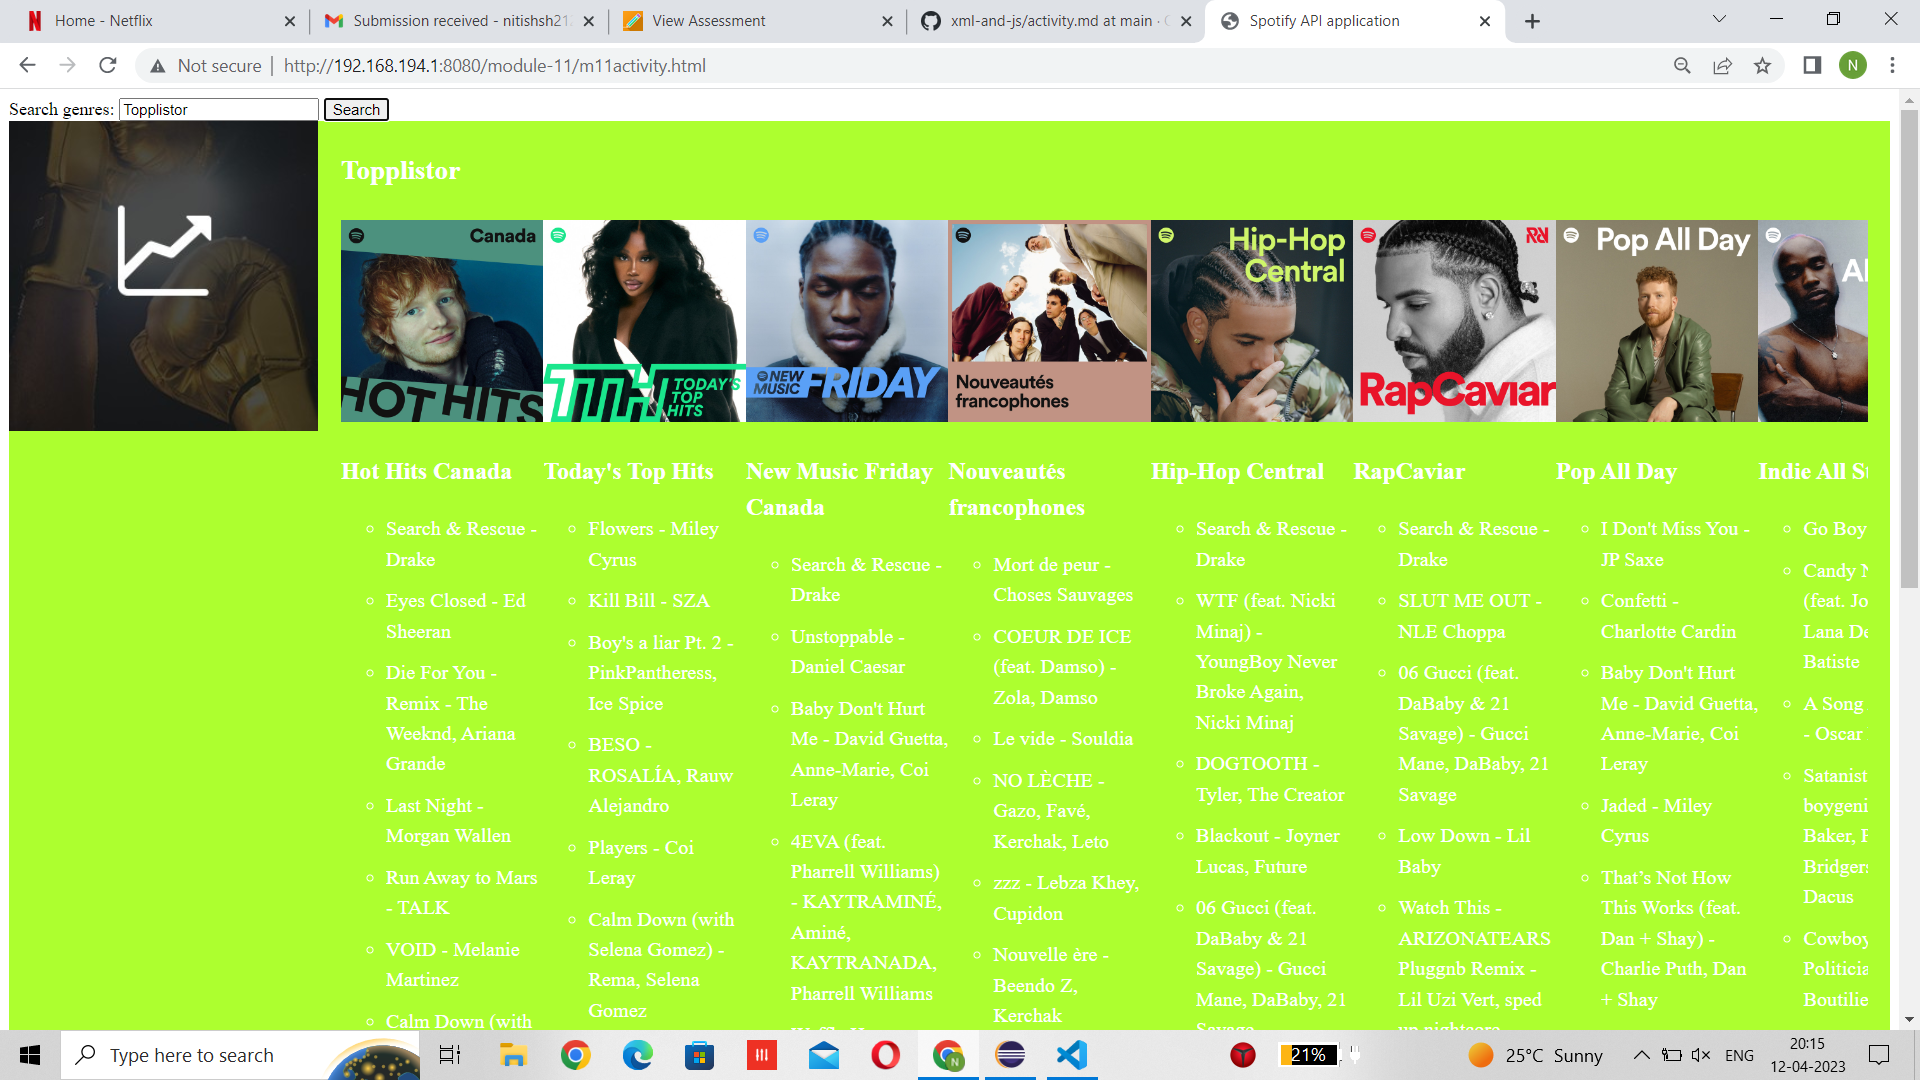 Home - Netflix
Submission received - nitishsh21
View Assessment
xml-and-js/activity.md at main ·
Spotify API application
Not secure | http://192.168.194.1:8080/module-11/m11activity.html
N
Search genres: Topplistor Search
Topplistor
Canada
HOT HITS
TTH TODAY'S TOP HITS
NEW MUSIC FRIDAY
Nouveautés
francophones
Hip-Hop
Central
RapCaviar
Pop All Day
Hot Hits Canada
Search & Rescue -
Drake
Eyes Closed - Ed
Sheeran
Die For You -
Remix - The
Weeknd, Ariana
Grande
Last Night -
Morgan Wallen
Run Away to Mars
- TALK
VOID - Melanie
Martinez
Calm Down (with
Today's Top Hits
Flowers - Miley
Cyrus
Kill Bill - SZA
Boy's a liar Pt. 2 -
PinkPantheress,
Ice Spice
BESO -
ROSALÍA, Rauw
Alejandro
Players - Coi
Leray
Calm Down (with
Selena Gomez) -
Rema, Selena
Gomez
New Music Friday
Canada
Search & Rescue -
Drake
Unstoppable -
Daniel Caesar
Baby Don't Hurt
Me - David Guetta,
Anne-Marie, Coi
Leray
4EVA (feat.
Pharrell Williams)
- KAYTRAMINÉ,
Aminé,
KAYTRANADA,
Pharrell Williams
Nouveautés
francophones
Mort de peur -
Choses Sauvages
COEUR DE ICE
(feat. Damso) -
Zola, Damso
Le vide - Souldia
NO LÈCHE -
Gazo, Favé,
Kerchak, Leto
zzz - Lebza Khey,
Cupidon
Nouvelle ère -
Beendo Z,
Kerchak
Hip-Hop Central
Search & Rescue -
Drake
WTF (feat. Nicki
Minaj) -
YoungBoy Never
Broke Again,
Nicki Minaj
DOGTOOTH -
Tyler, The Creator
Blackout - Joyner
Lucas, Future
06 Gucci (feat.
DaBaby & 21
Savage) - Gucci
Mane, DaBaby, 21
Savage
RapCaviar
Search & Rescue -
Drake
SLUT ME OUT -
NLE Choppa
06 Gucci (feat.
DaBaby & 21
Savage) - Gucci
Mane, DaBaby, 21
Savage
Low Down - Lil
Baby
Watch This -
ARIZONATEARS
Pluggnb Remix -
Lil Uzi Vert, sped
up nightcore
Pop All Day
I Don't Miss You -
JP Saxe
Confetti -
Charlotte Cardin
Baby Don't Hurt
Me - David Guetta,
Anne-Marie, Coi
Leray
Jaded - Miley
Cyrus
That's Not How
This Works (feat.
Dan + Shay) -
Charlie Puth, Dan
+ Shay
Indie All
Go Boy
Candy
(feat.
Lana
Batiste
A Song
- Oscar
Satanist
Baker,
Dacus
Type here to search
21%
25°C Sunny
ENG
20:15
12-04-2023